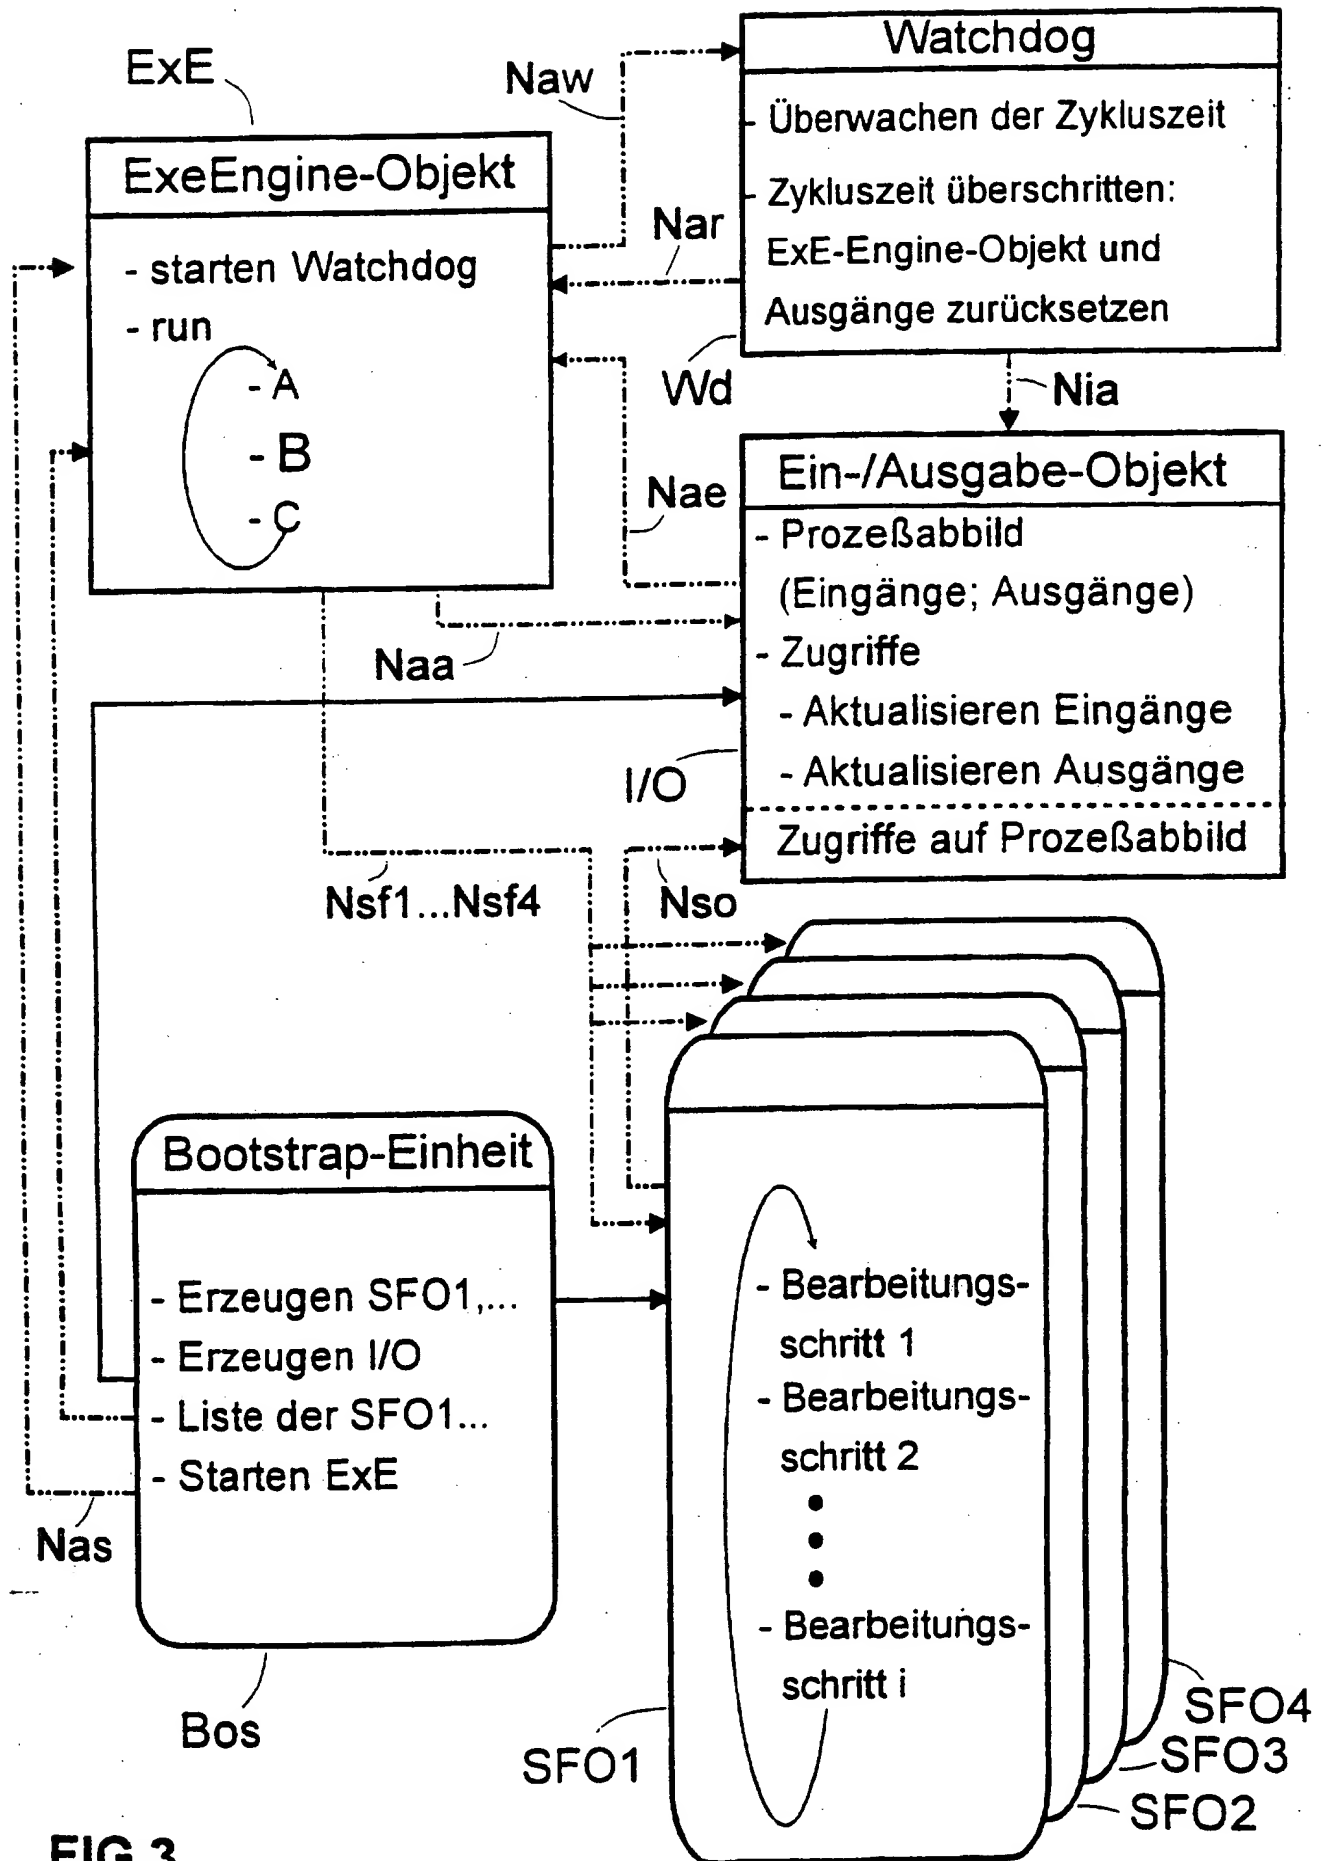 ExE
ExeEngine-Objekt
- starten Watchdog
- run
- A
- B
- C
Naw
Nar
Watchdog
- Überwachen der Zykluszeit
- Zykluszeit überschritten:
ExE-Engine-Objekt und
Ausgänge zurücksetzen
Wd
Nia
Nae
Naa
Ein-/Ausgabe-Objekt
- Prozeßabbild
(Eingänge; Ausgänge)
- Zugriffe
- Aktualisieren Eingänge
- Aktualisieren Ausgänge
Zugriffe auf Prozeßabbild
I/O
Nsf1...Nsf4
Nso
Bootstrap-Einheit
- Erzeugen SFO1,...
- Erzeugen I/O
- Liste der SFO1...
- Starten ExE
Nas
Bos
- Bearbeitungs-
schritt 1
- Bearbeitungs-
schritt 2
- Bearbeitungs-
schritt i
SFO1
SFO4
SFO3
SFO2
FIG 3